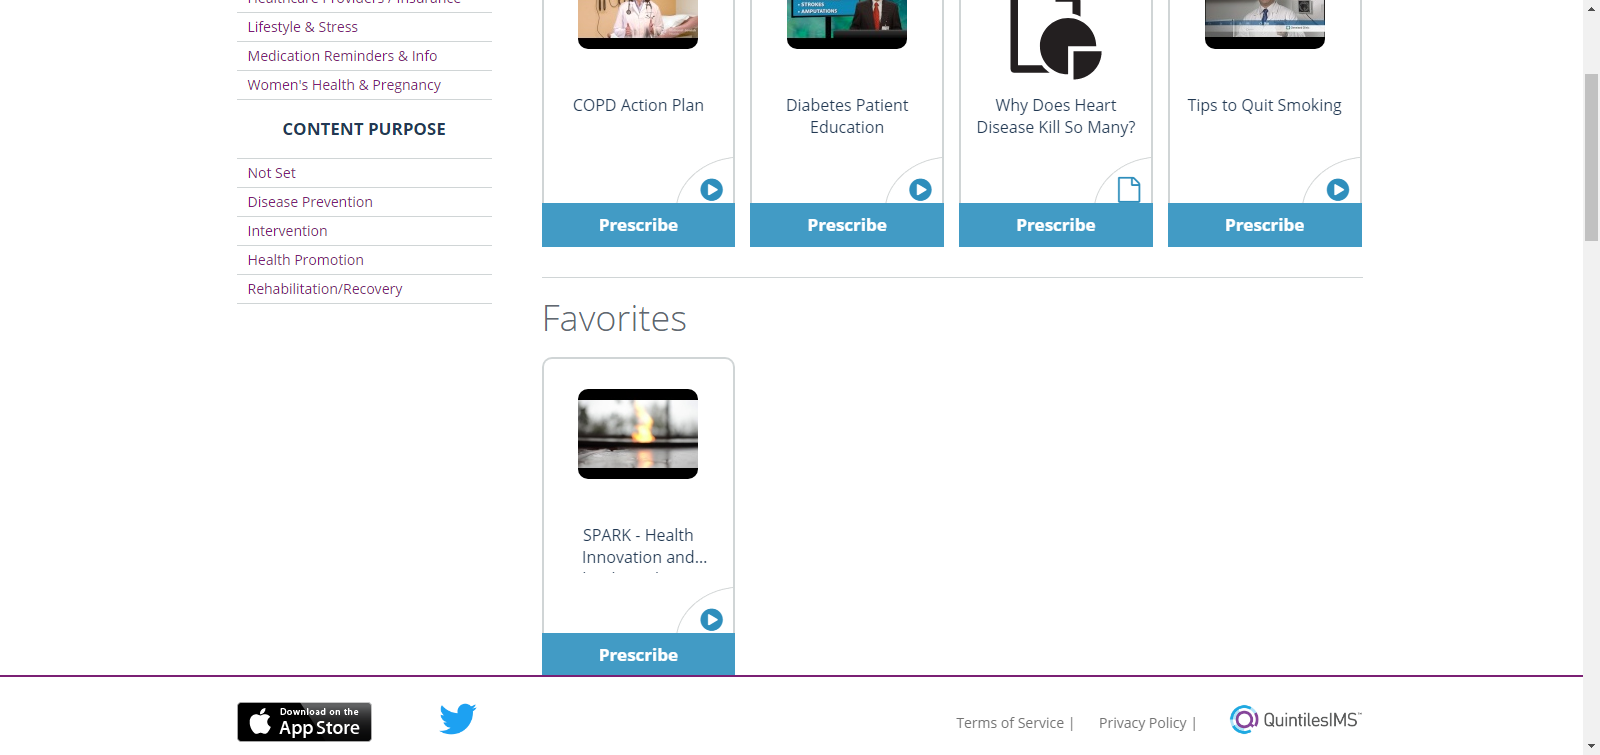 Healthcare Providers / Insurance
Lifestyle & Stress
Medication Reminders & Info
Women's Health & Pregnancy
CONTENT PURPOSE
Not Set
Disease Prevention
Intervention
Health Promotion
Rehabilitation/Recovery
• STROKES
• AMPUTATIONS
COPD Action Plan
Diabetes Patient
Education
Why Does Heart
Disease Kill So Many?
Tips to Quit Smoking
Prescribe
Prescribe
Prescribe
Prescribe
Favorites
SPARK - Health
Innovation and...
Prescribe
Download on the
App Store
Terms of Service |
Privacy Policy |
QuintilesIMS™